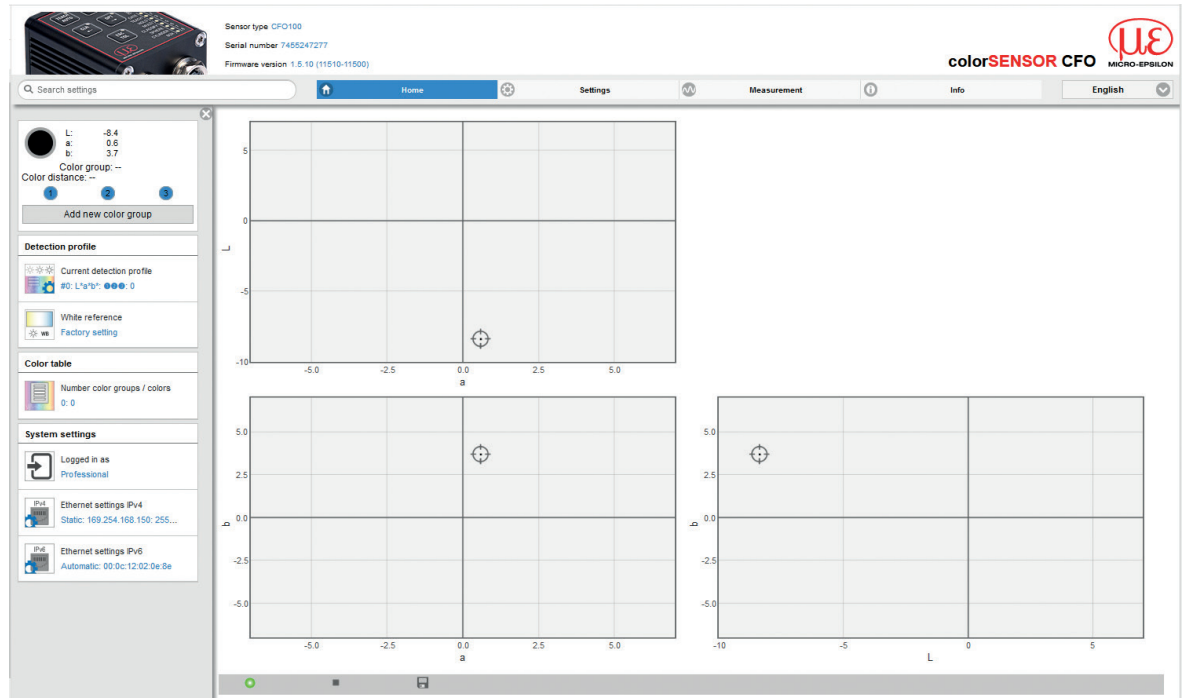 Sensor type CFO100
Serial number 7455247277
Firmware version 1.5.10 (11510-11500)
colorSENSOR CFO
με
MICRO-EPSILON
Search settings
Home
Settings
Measurement
Info
English
L: -8.4
a: 0.6
b: 3.7
Color group: --
Color distance: --
1 2 3
Add new color group
Detection profile
Current detection profile
#0: L*a*b*: ❶❷❸: 0
White reference
WB
Factory setting
Color table
Number color groups / colors
0: 0
System settings
Logged in as
Professional
IPv4
Ethernet settings IPv4
Static: 169.254.168.150: 255...
IPv6
Ethernet settings IPv6
Automatic: 00:0c:12:02:0e:8e
5
0
-5
-10
L
-5.0 -2.5 0.0 2.5 5.0
a
5.0
2.5
0.0
-2.5
-5.0
b
-5.0 -2.5 0.0 2.5 5.0
a
5.0
2.5
0.0
-2.5
-5.0
b
-10 -5 0 5
L